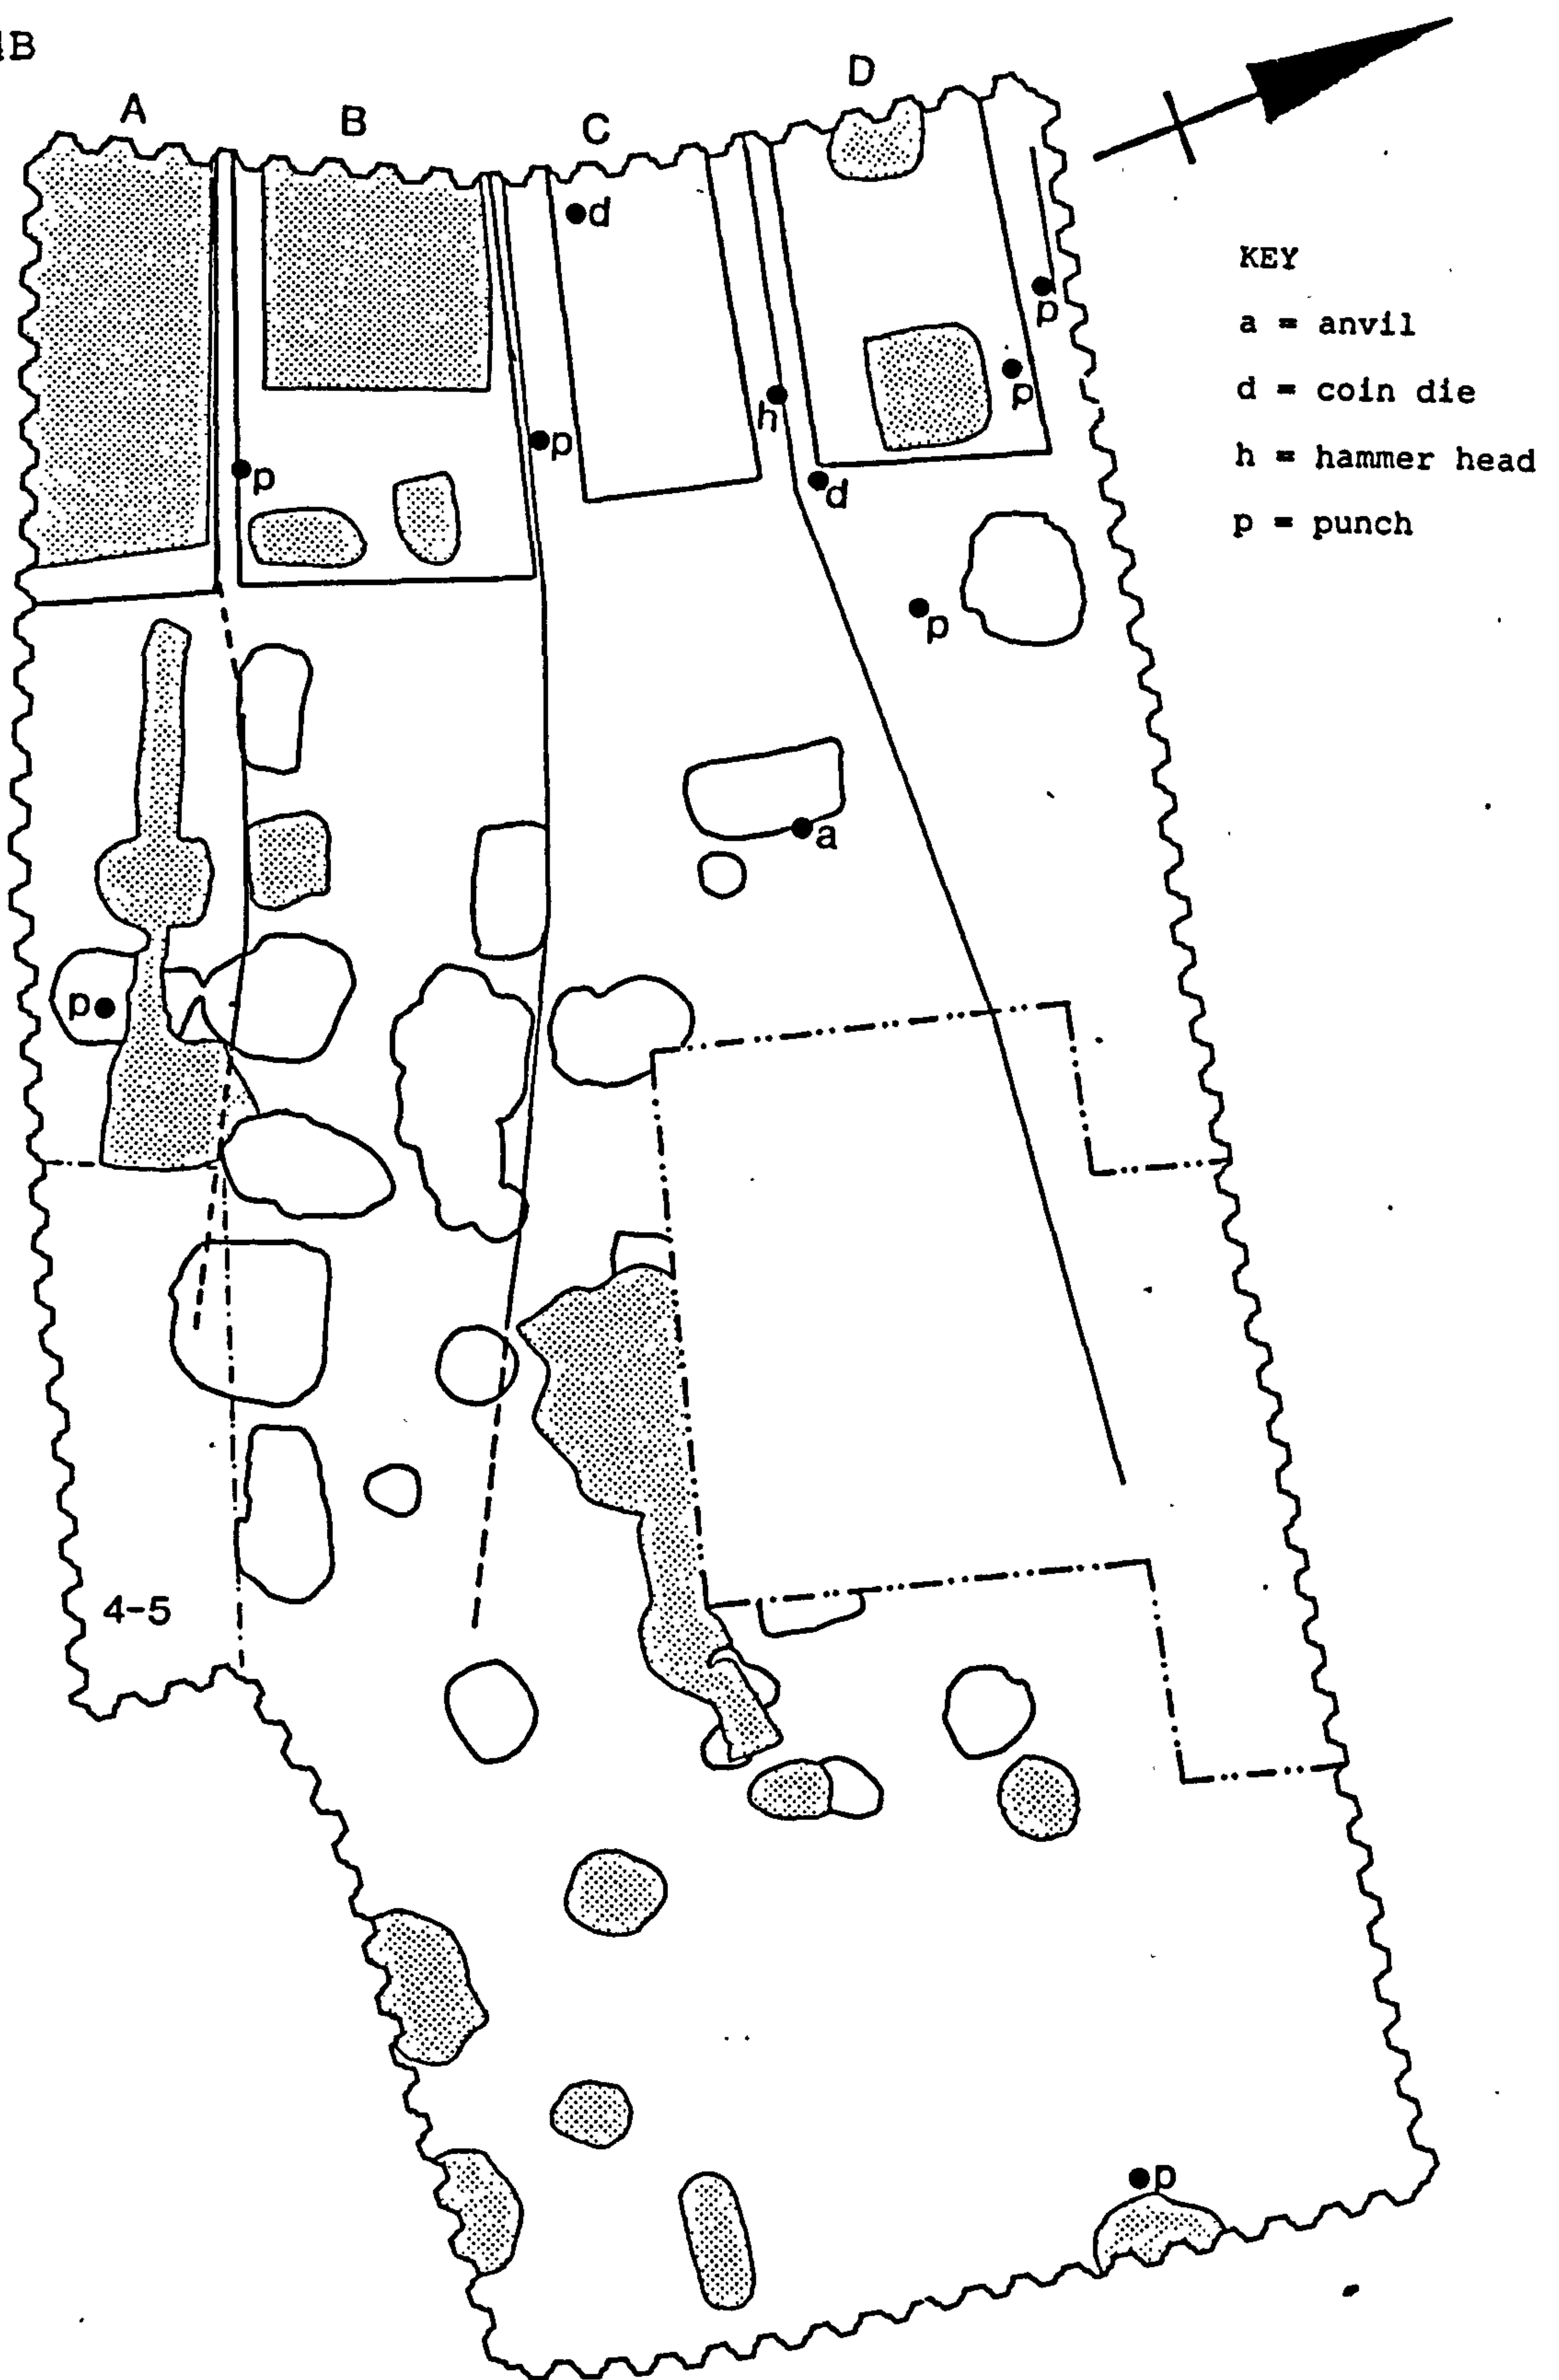 4B
A
B
C
D
d
p
KEY
a = anvil
p
d = coin die
h
p
p
h = hammer head
d
p = punch
p
a
p
4-5
p